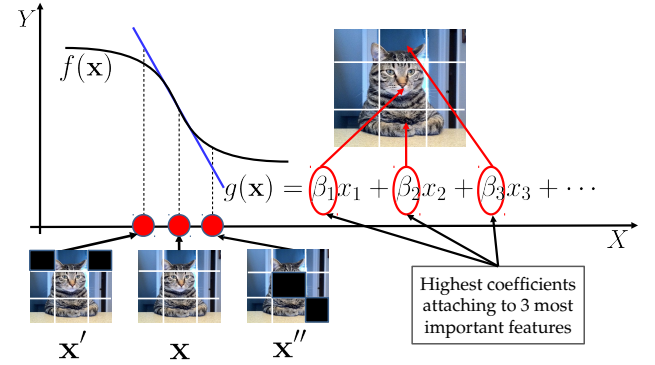 Y
f(x)
g(x) = β₁x₁ + β₂x₂ + β₃x₃ + ⋯
X
Highest coefficients
attaching to 3 most
important features
x′
x
x′′